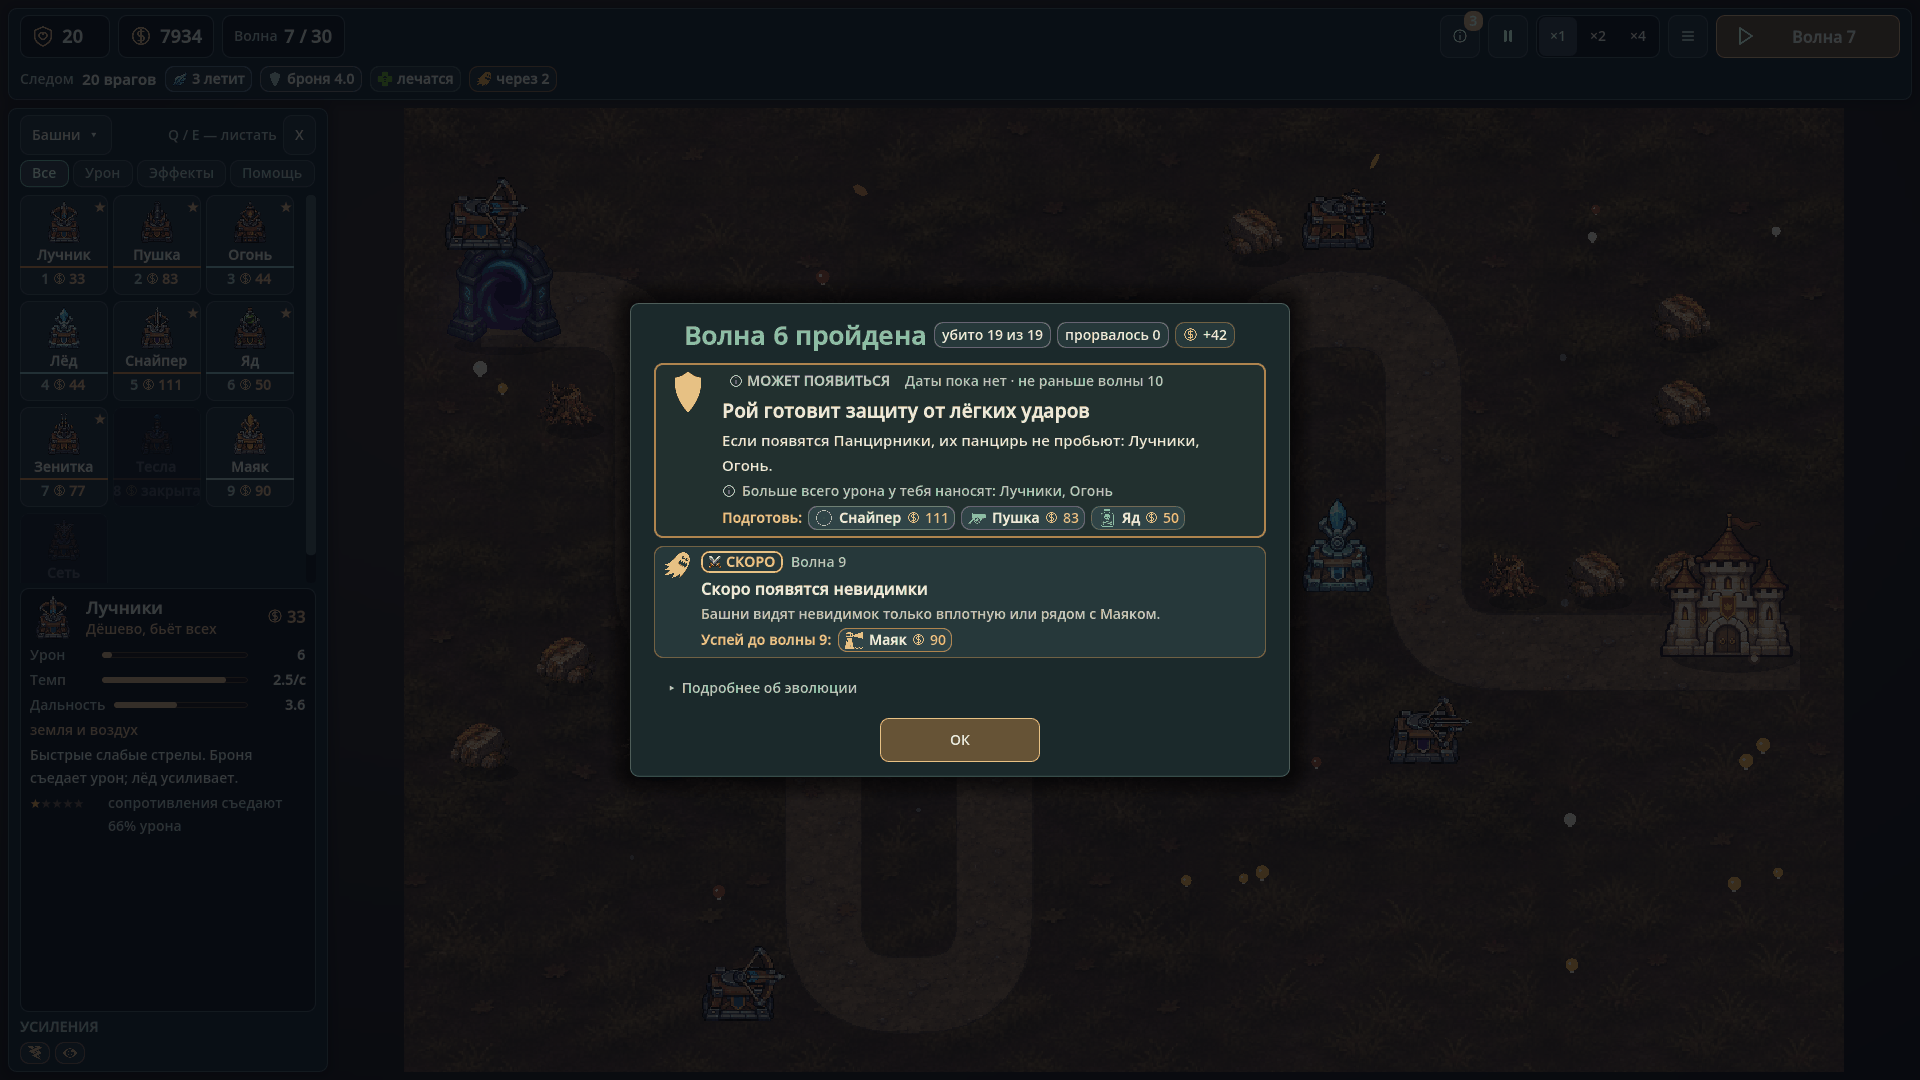 20
7934
Волна 7 / 30
3
×1
×2
×4
Волна 7
Следом 20 врагов
3 летит
броня 4.0
лечатся
через 2
Башни
Q / E — листать
X
Все
Урон
Эффекты
Помощь
Лучник
1 33
Пушка
2 83
Огонь
3 44
Лёд
4 44
Снайпер
5 111
Яд
6 50
Зенитка
7 77
Тесла
8 закрыта
Маяк
9 90
Сеть
Лучники
Дёшево, бьёт всех
33
Урон 6
Темп 2.5/с
Дальность 3.6
земля и воздух
Быстрые слабые стрелы. Броня
съедает урон; лёд усиливает.
★★★★★ сопротивления съедают
66% урона
УСИЛЕНИЯ
Волна 6 пройдена
убито 19 из 19
прорвалось 0
+42
МОЖЕТ ПОЯВИТЬСЯ Даты пока нет · не раньше волны 10
Рой готовит защиту от лёгких ударов
Если появятся Панцирники, их панцирь не пробьют: Лучники,
Огонь.
Больше всего урона у тебя наносят: Лучники, Огонь
Подготовь: Снайпер 111 Пушка 83 Яд 50
СКОРО Волна 9
Скоро появятся невидимки
Башни видят невидимок только вплотную или рядом с Маяком.
Успей до волны 9: Маяк 90
Подробнее об эволюции
ОК